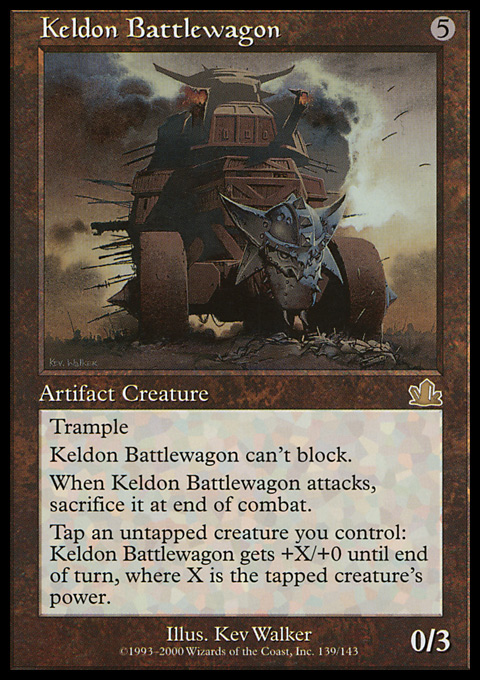 Keldon Battlewagon 5
Kev. Walker
Artifact Creature
Trample
Keldon Battlewagon can't block.
When Keldon Battlewagon attacks,
sacrifice it at end of combat.
Tap an untapped creature you control:
Keldon Battlewagon gets +X/+0 until end
of turn, where X is the tapped creature's
power.
Illus. Kev Walker
©1993–2000 Wizards of the Coast, Inc. 139/143
0/3